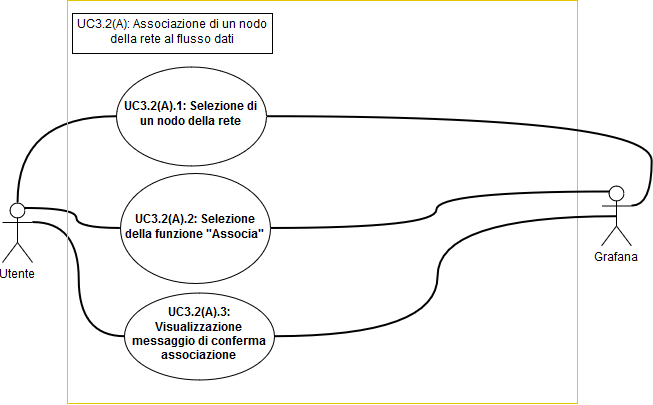 UC3.2(A): Associazione di un nodo
della rete al flusso dati
UC3.2(A).1: Selezione di
un nodo della rete
UC3.2(A).2: Selezione
della funzione "Associa"
UC3.2(A).3:
Visualizzazione
messaggio di conferma
associazione
Utente
Grafana